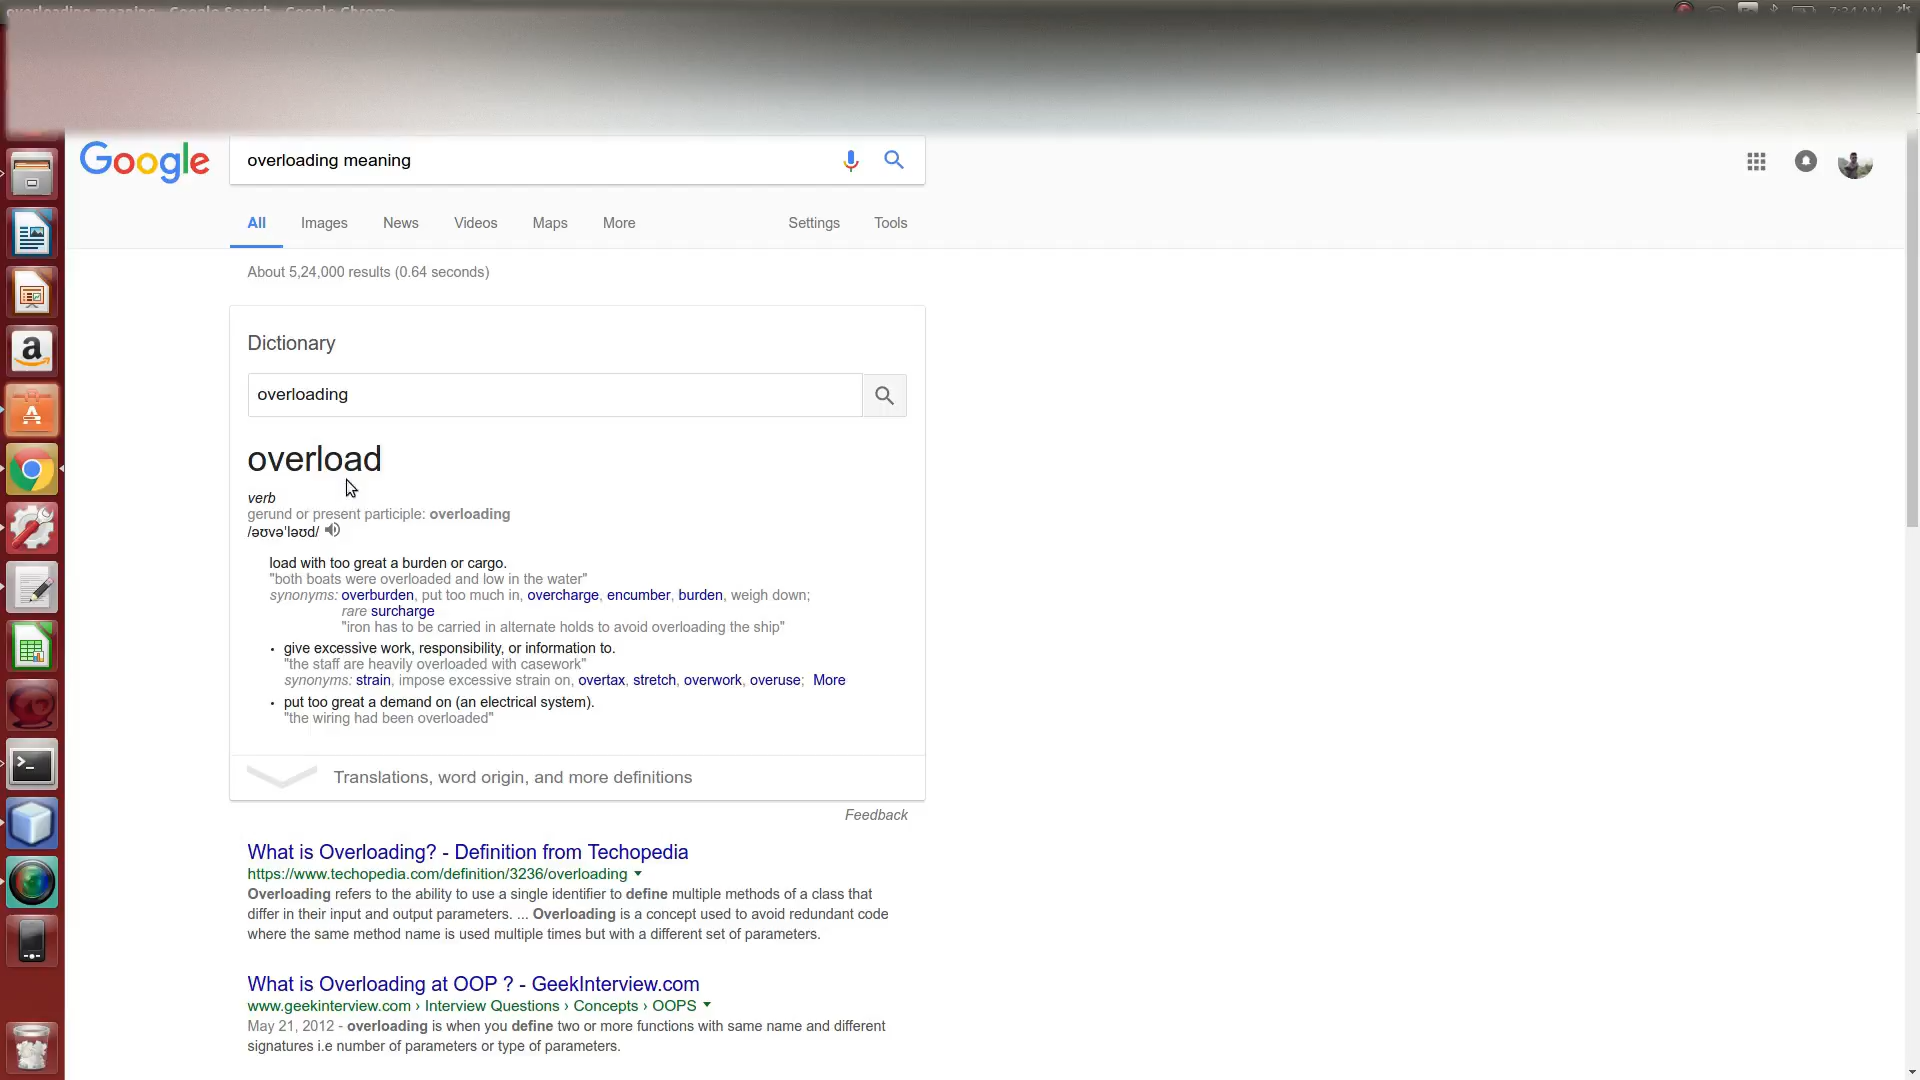 overloading meaning - Google Search - Google Chrome
7:34 AM
Google
overloading meaning
All Images News Videos Maps More Settings Tools
About 5,24,000 results (0.64 seconds)
Dictionary
overloading
overload
verb
gerund or present participle: overloading
/əʊvəˈləʊd/
load with too great a burden or cargo.
"both boats were overloaded and low in the water"
synonyms: overburden, put too much in, overcharge, encumber, burden, weigh down;
rare surcharge
"iron has to be carried in alternate holds to avoid overloading the ship"
• give excessive work, responsibility, or information to.
"the staff are heavily overloaded with casework"
synonyms: strain, impose excessive strain on, overtax, stretch, overwork, overuse; More
• put too great a demand on (an electrical system).
"the wiring had been overloaded"
Translations, word origin, and more definitions
Feedback
What is Overloading? - Definition from Techopedia
https://www.techopedia.com/definition/3236/overloading
Overloading refers to the ability to use a single identifier to define multiple methods of a class that
differ in their input and output parameters. ... Overloading is a concept used to avoid redundant code
where the same method name is used multiple times but with a different set of parameters.
What is Overloading at OOP ? - GeekInterview.com
www.geekinterview.com › Interview Questions › Concepts › OOPS
May 21, 2012 - overloading is when you define two or more functions with same name and different
signatures i.e number of parameters or type of parameters.